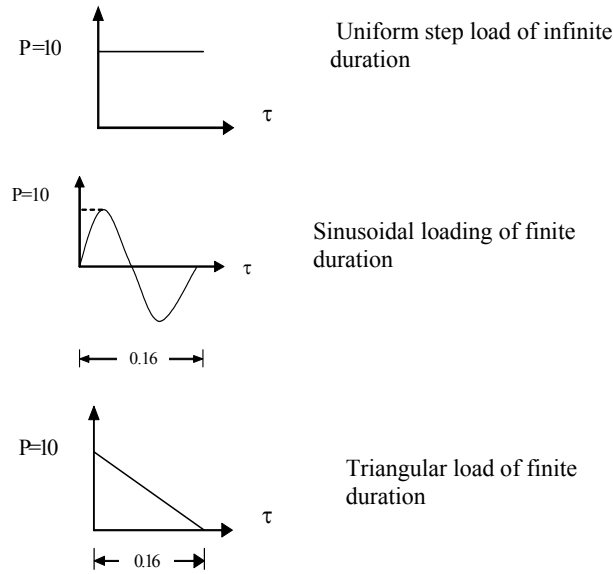 P=10
Uniform step load of infinite
duration
τ
P=10
Sinusoidal loading of finite
duration
τ
0.16
P=10
Triangular load of finite
duration
τ
0.16